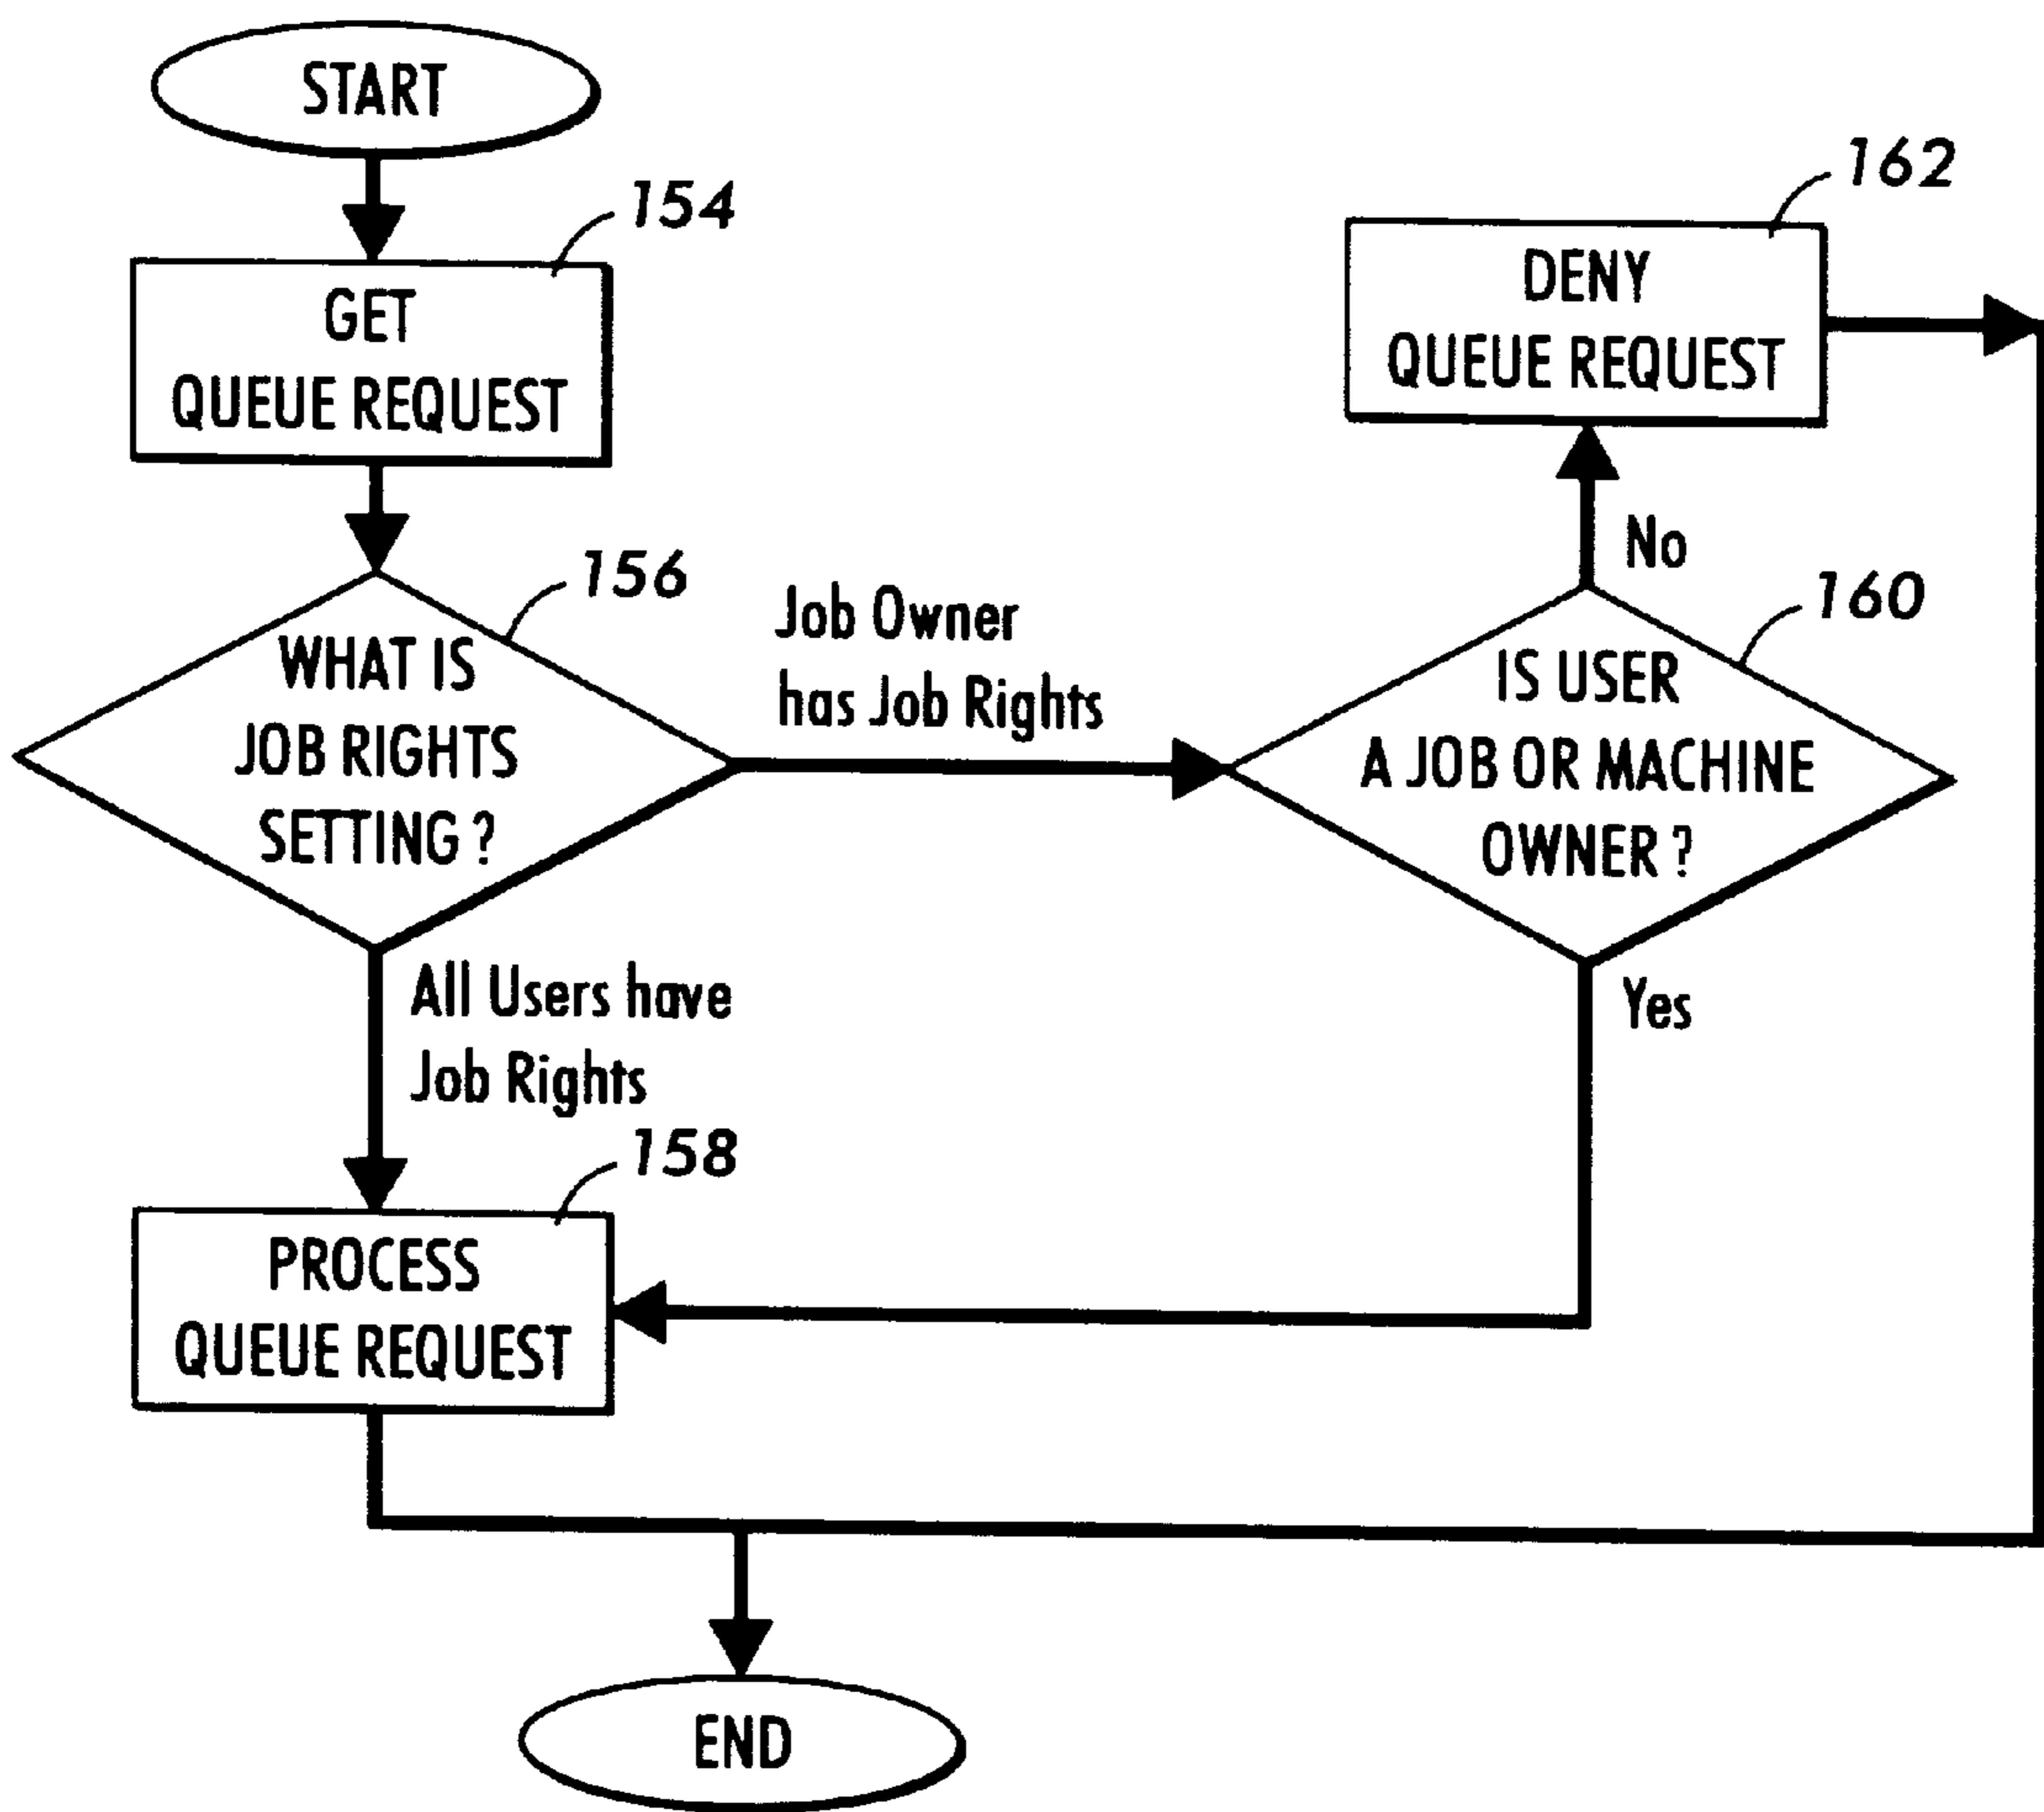 START
154
GET
QUEUE REQUEST
156
WHAT IS
JOB RIGHTS
SETTING ?
Job Owner
has Job Rights
All Users have
Job Rights
158
PROCESS
QUEUE REQUEST
162
DENY
QUEUE REQUEST
No
160
IS USER
A JOB OR MACHINE
OWNER ?
Yes
END